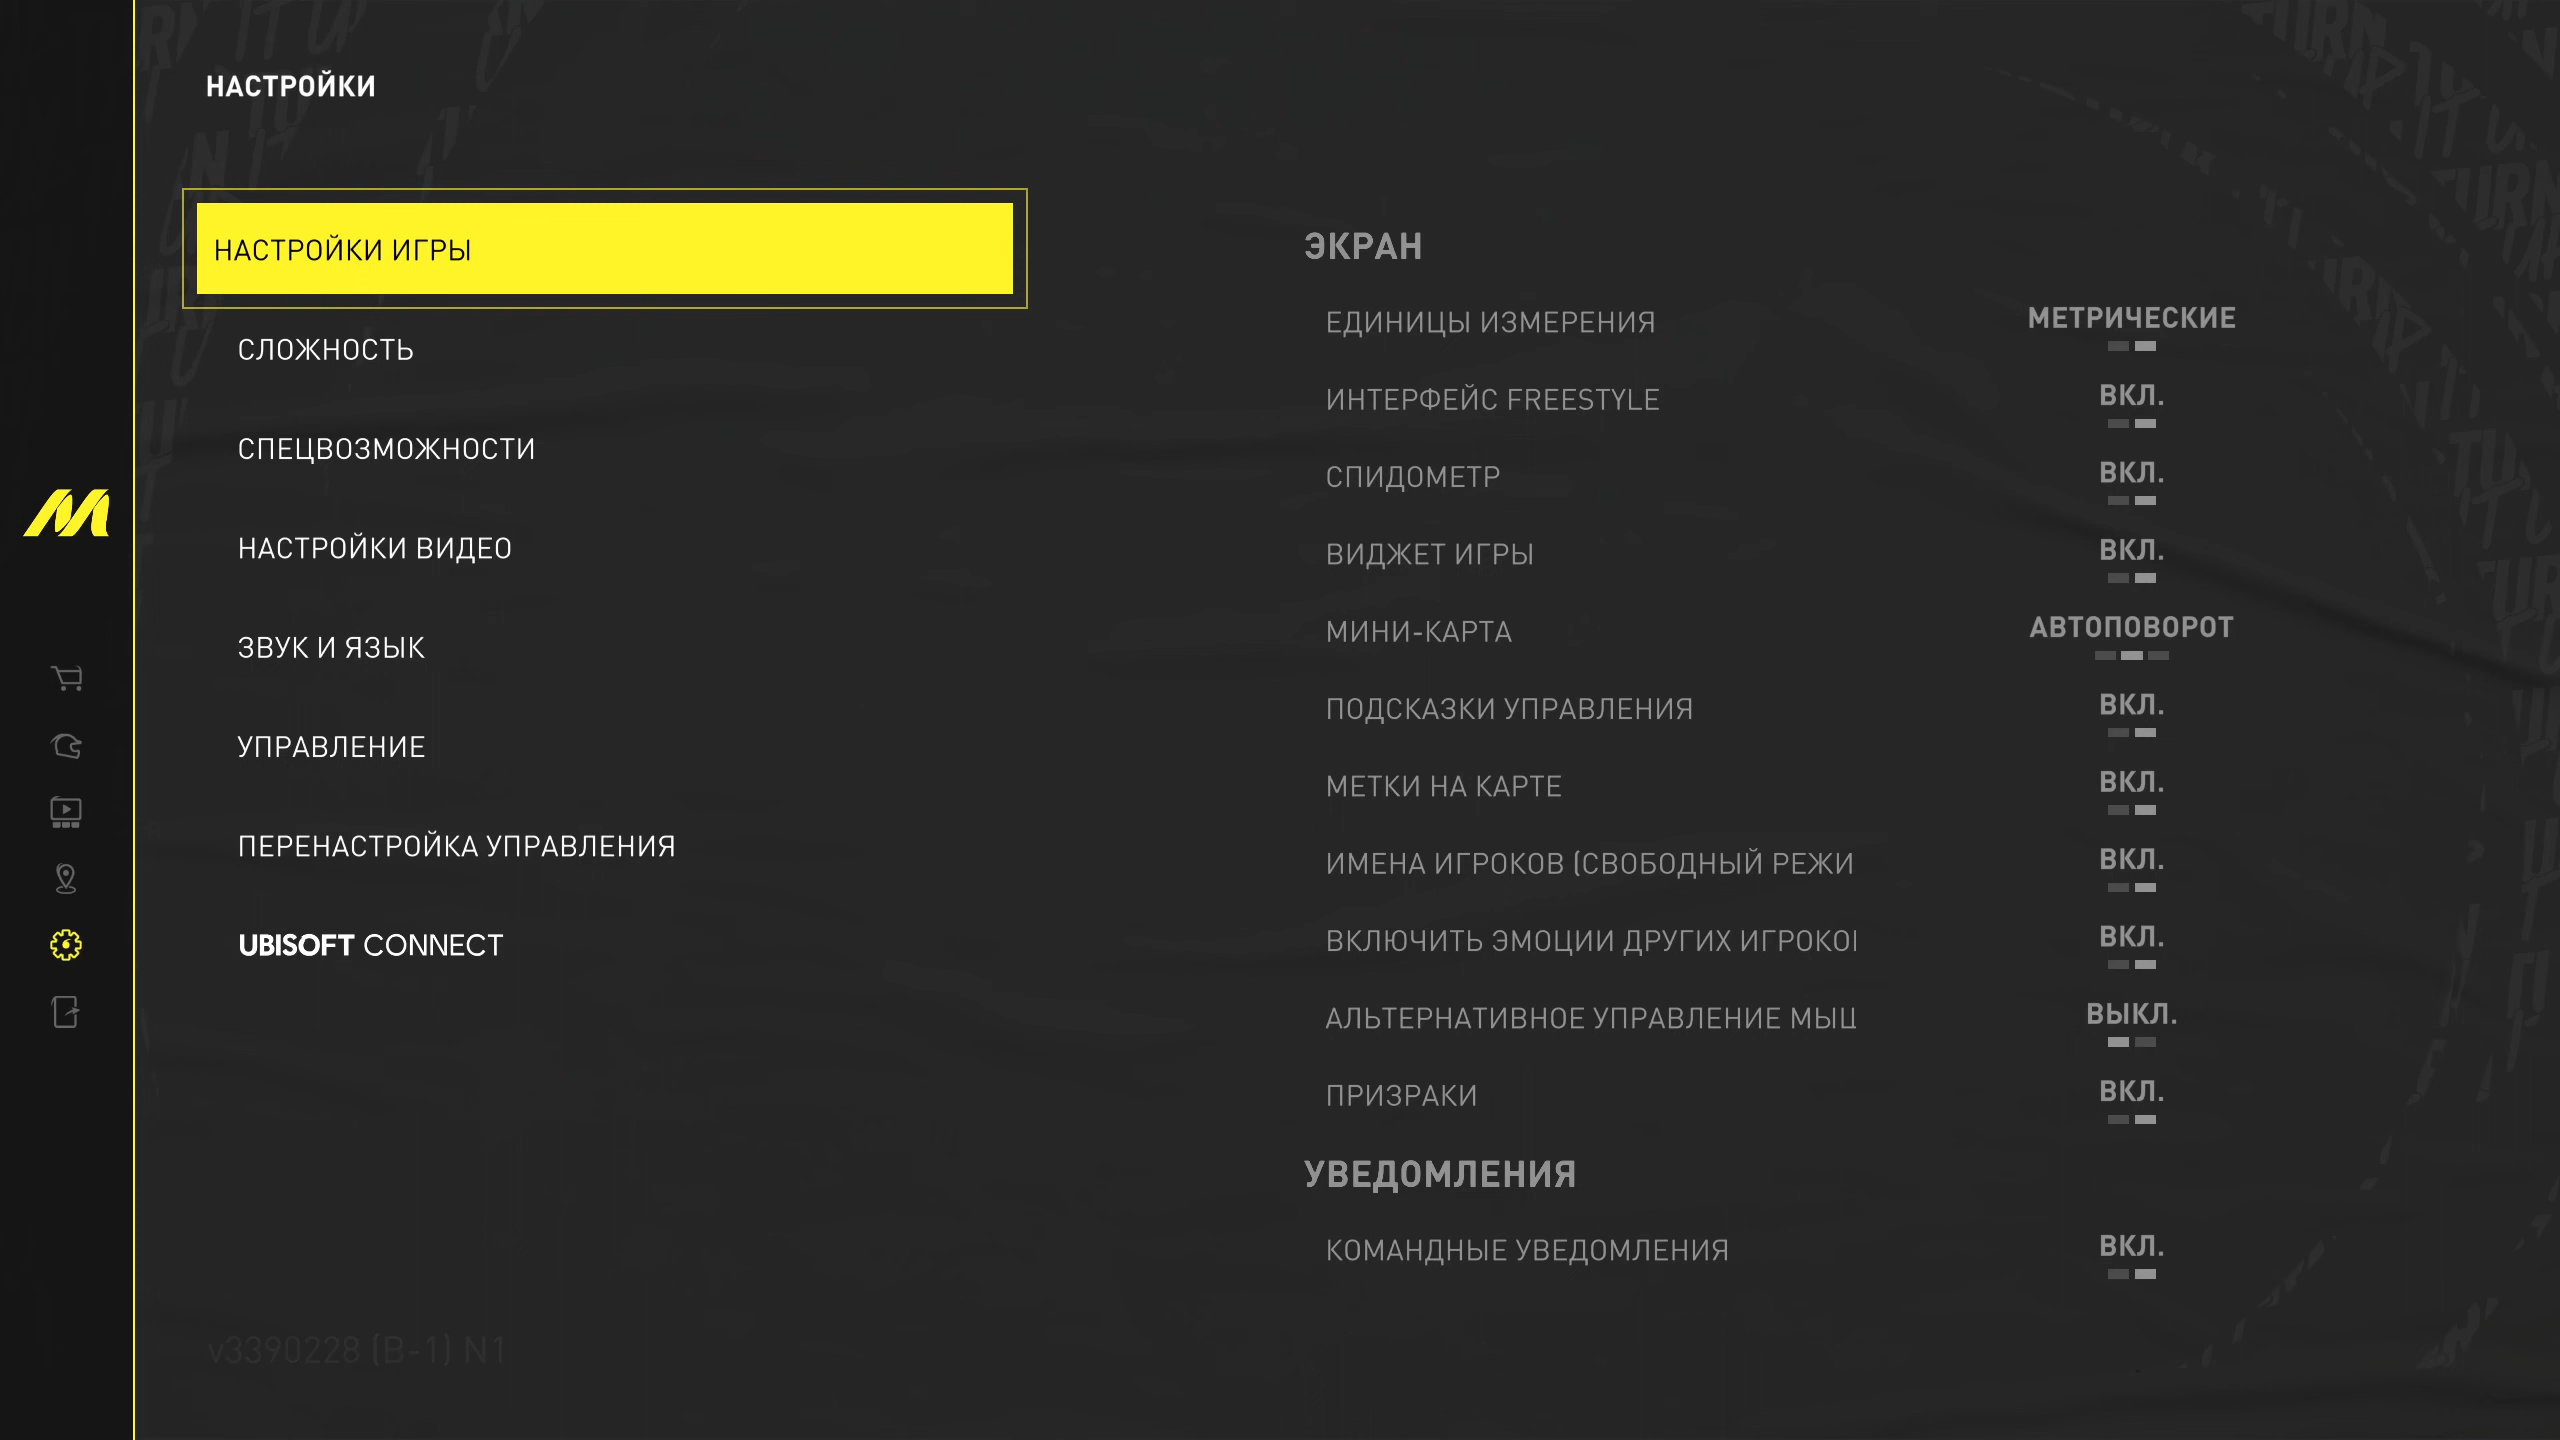 НАСТРОЙКИ
НАСТРОЙКИ ИГРЫ
СЛОЖНОСТЬ
СПЕЦВОЗМОЖНОСТИ
НАСТРОЙКИ ВИДЕО
ЗВУК И ЯЗЫК
УПРАВЛЕНИЕ
ПЕРЕНАСТРОЙКА УПРАВЛЕНИЯ
UBISOFT CONNECT
ЭКРАН
ЕДИНИЦЫ ИЗМЕРЕНИЯ МЕТРИЧЕСКИЕ
ИНТЕРФЕЙС FREESTYLE ВКЛ.
СПИДОМЕТР ВКЛ.
ВИДЖЕТ ИГРЫ ВКЛ.
МИНИ-КАРТА АВТОПОВОРОТ
ПОДСКАЗКИ УПРАВЛЕНИЯ ВКЛ.
МЕТКИ НА КАРТЕ ВКЛ.
ИМЕНА ИГРОКОВ (СВОБОДНЫЙ РЕЖИ ВКЛ.
ВКЛЮЧИТЬ ЭМОЦИИ ДРУГИХ ИГРОКО ВКЛ.
АЛЬТЕРНАТИВНОЕ УПРАВЛЕНИЕ МЫ ВЫКЛ.
ПРИЗРАКИ ВКЛ.
УВЕДОМЛЕНИЯ
КОМАНДНЫЕ УВЕДОМЛЕНИЯ ВКЛ.
v3390228 (B-1) N1